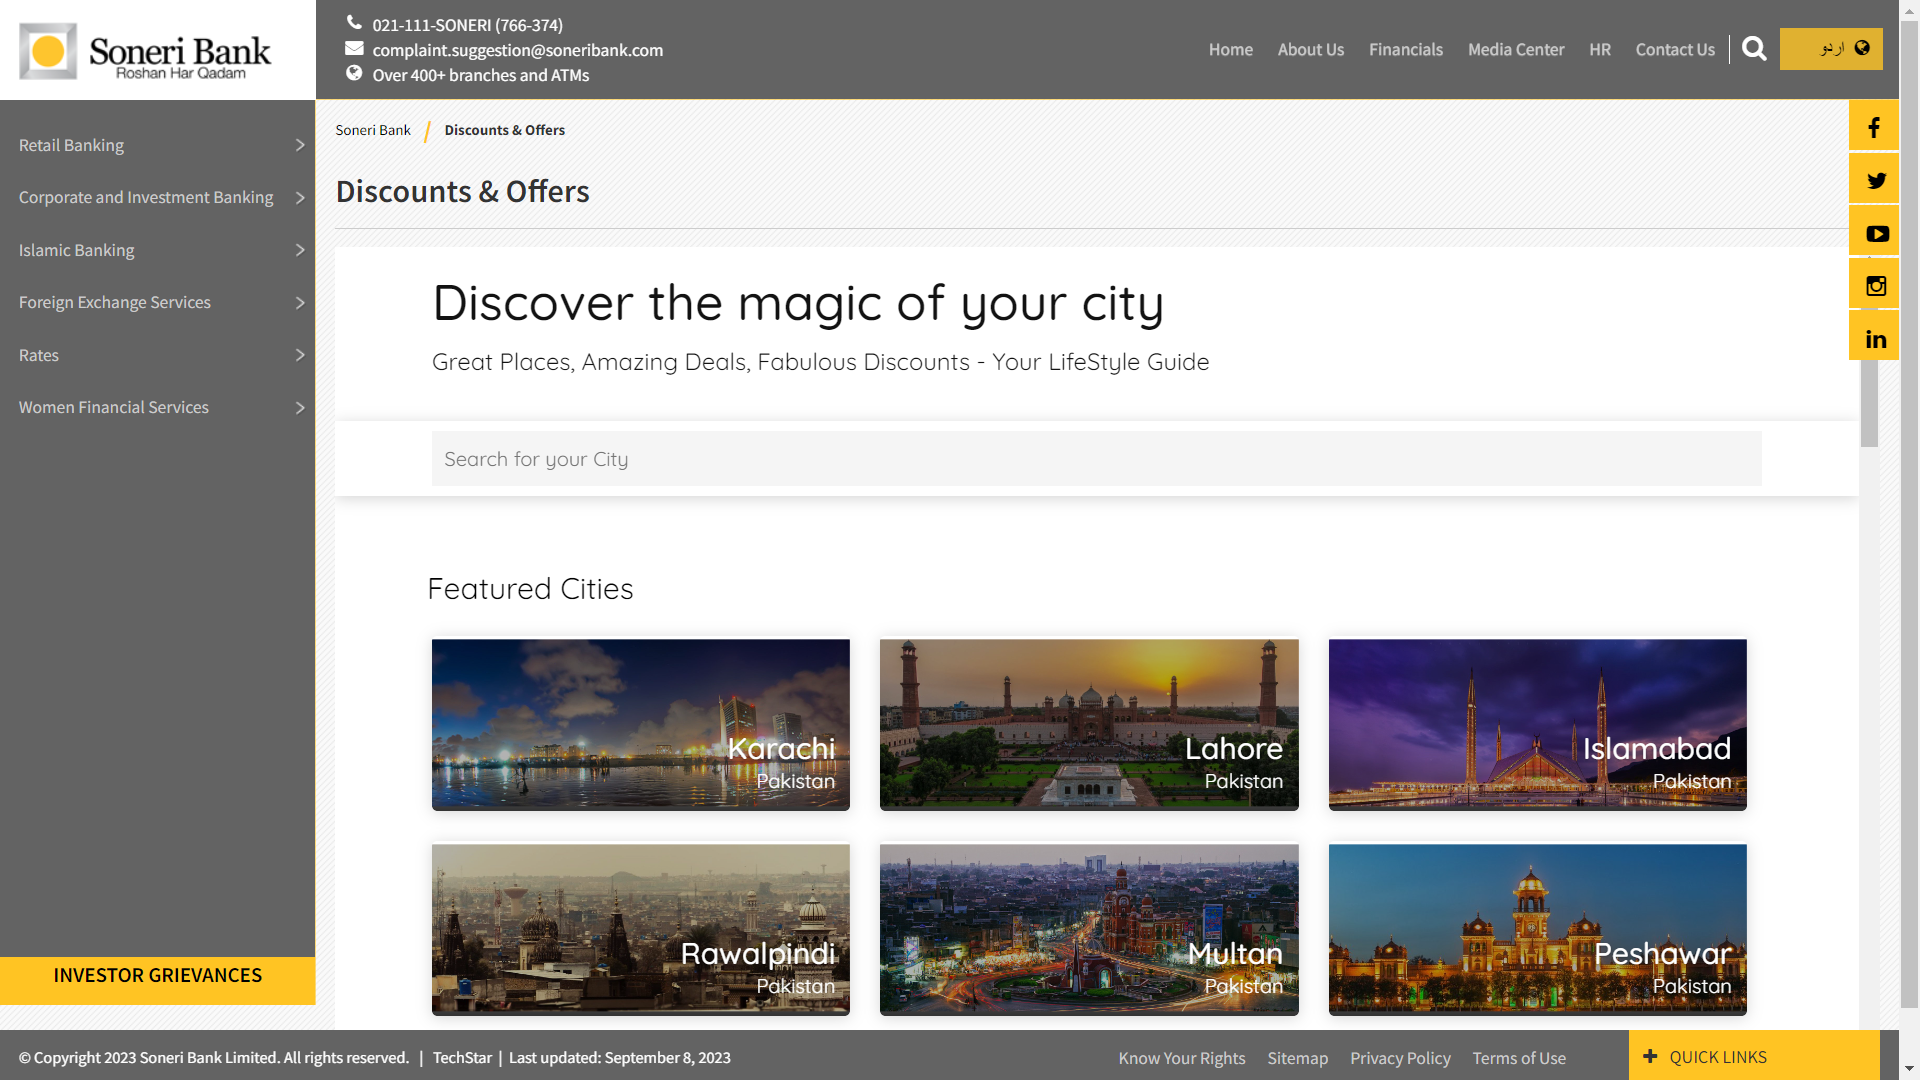 Soneri Bank
Roshan Har Qadam
021-111-SONERI (766-374)
complaint.suggestion@soneribank.com
Over 400+ branches and ATMs
Home
About Us
Financials
Media Center
HR
Contact Us
اردو
Retail Banking
Corporate and Investment Banking
Islamic Banking
Foreign Exchange Services
Rates
Women Financial Services
INVESTOR GRIEVANCES
Soneri Bank / Discounts & Offers
Discounts & Offers
Discover the magic of your city
Great Places, Amazing Deals, Fabulous Discounts - Your LifeStyle Guide
Search for your City
Featured Cities
Karachi
Pakistan
Lahore
Pakistan
Islamabad
Pakistan
Rawalpindi
Pakistan
Multan
Pakistan
Peshawar
Pakistan
© Copyright 2023 Soneri Bank Limited. All rights reserved. | TechStar | Last updated: September 8, 2023
Know Your Rights
Sitemap
Privacy Policy
Terms of Use
QUICK LINKS